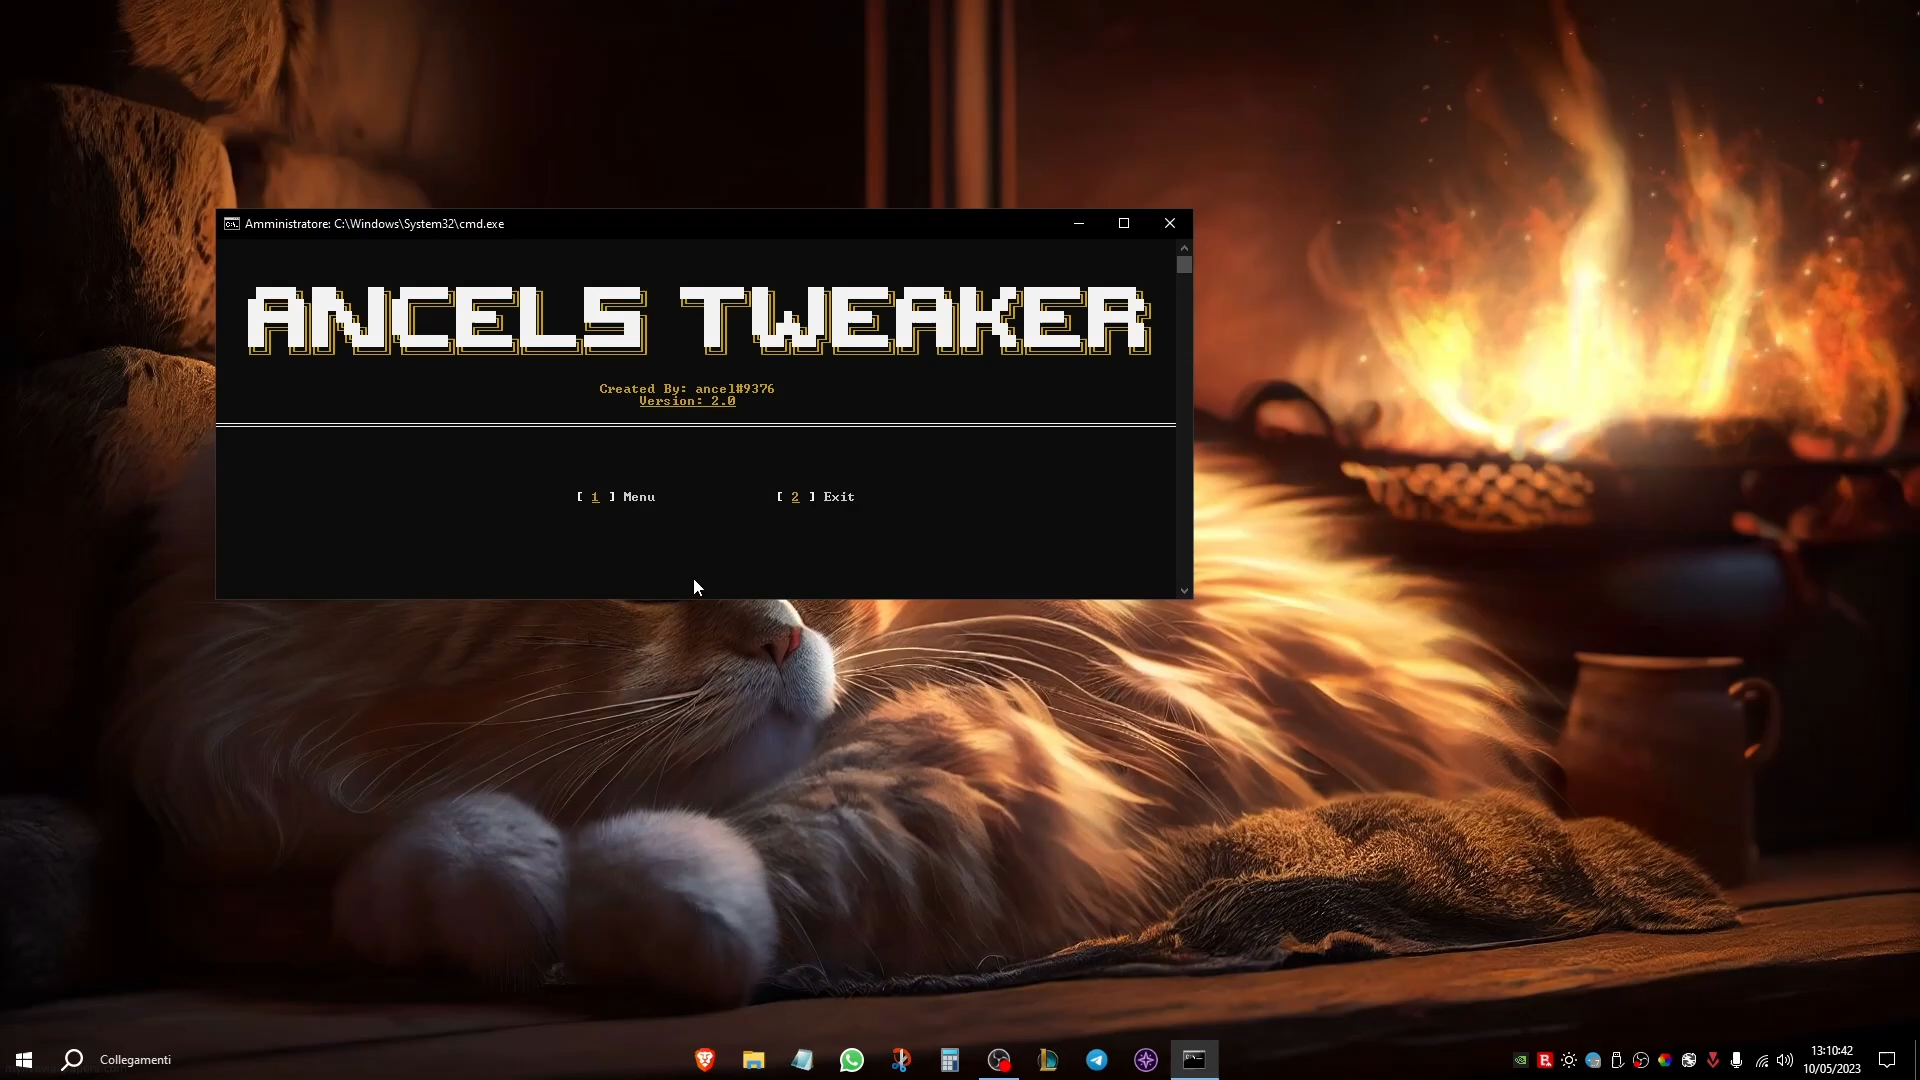 Amministratore: C:\Windows\System32\cmd.exe
ANCELS TWEAKER
Created By: ancel#9376
Version: 2.0
[ 1 ] Menu [ 2 ] Exit
Collegamenti
13:10:42
10/05/2023